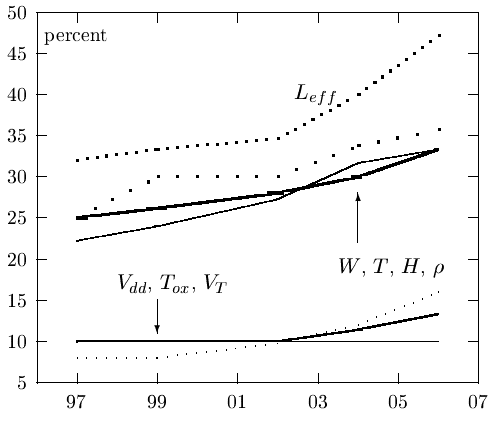 50
percent
45
L_eff
40
35
30
25
20
W, T, H, ρ
V_dd, T_ox, V_T
15
10
5
97 99 01 03 05 07